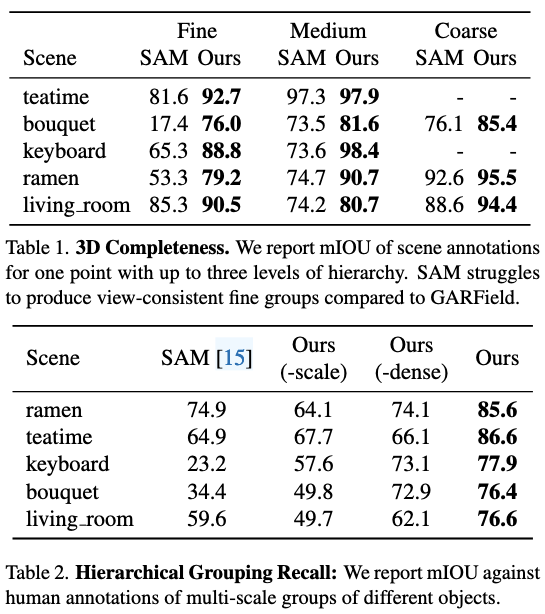 Fine Medium Coarse
Scene SAM Ours SAM Ours SAM Ours
teatime 81.6 92.7 97.3 97.9 - -
bouquet 17.4 76.0 73.5 81.6 76.1 85.4
keyboard 65.3 88.8 73.6 98.4 - -
ramen 53.3 79.2 74.7 90.7 92.6 95.5
living_room 85.3 90.5 74.2 80.7 88.6 94.4
Table 1. 3D Completeness. We report mIOU of scene annotations
for one point with up to three levels of hierarchy. SAM struggles
to produce view-consistent fine groups compared to GARField.
Scene SAM [15] Ours (-scale) Ours (-dense) Ours
ramen 74.9 64.1 74.1 85.6
teatime 64.9 67.7 66.1 86.6
keyboard 23.2 57.6 73.1 77.9
bouquet 34.4 49.8 72.9 76.4
living_room 59.6 49.7 62.1 76.6
Table 2. Hierarchical Grouping Recall: We report mIOU against
human annotations of multi-scale groups of different objects.